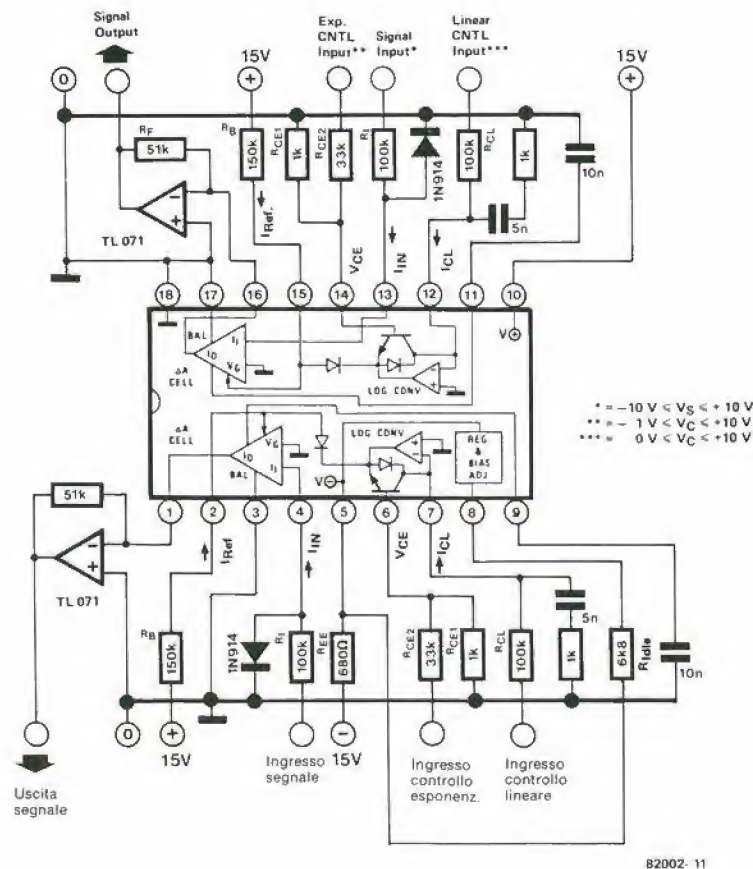 Signal
Output
Exp.
CNTL
Input**
Signal
Input*
Linear
CNTL
Input***
15V
15V
0
+
+
RF
51k
RB
150k
RCE1
1k
RCE2
33k
RI
100k
1N914
100k
RCL
1k
10n
5n
-
+
TL 071
IRef.
VCE
IIN
ICL
18
17
16
15
14
13
12
11
10
BAL
II
IO
VG
ΔA
CELL
LOG CONV
-
+
V+
* = -10 V < VS < +10 V
** = - 1 V < VC < +10 V
*** = 0 V < VC < +10 V
ΔA
CELL
LOG CONV
VG
IO
II
BAL
V-
+
-
REG
&
BIAS
ADJ
1
2
3
4
5
6
7
8
9
51k
-
+
TL 071
IRef
IIN
VCE
ICL
RB
150k
1N914
RI
100k
REE
680Ω
RCE2
33k
RCE1
1k
RCL
100k
5n
1k
6k8
RIdle
10n
0
+
-
15V
Ingresso
segnale
15V
Ingresso
controllo
esponenz.
Ingresso
controllo
lineare
Uscita
segnale
82002- 11